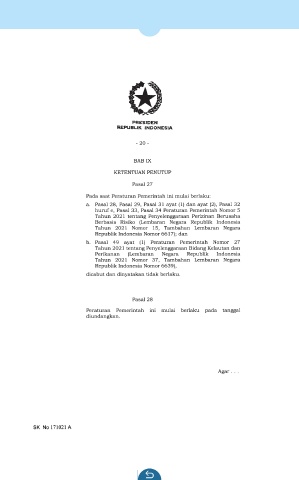 PRESIDEN
REPUBLIK INDONESIA
- 20 -
BAB IX
KETENTUAN PENUTUP
Pasal 27
Pada saat Peraturan Pemerintah ini mulai berlaku:
a. Pasal 28, Pasal 29, Pasal 31 ayat (1) dan ayat (2), Pasal 32
huruf e, Pasal 33, Pasal 34 Peraturan Pemerintah Nomor 5
Tahun 2021 tentang Penyelenggaraan Perizinan Berusaha
Berbasis Risiko (Lembaran Negara Republik Indonesia
Tahun 2021 Nomor 15, Tambahan Lembaran Negara
Republik Indonesia Nomor 6617); dan
b. Pasal 49 ayat (1) Peraturan Pemerintah Nomor 27
Tahun 2021 tentang Penyelenggaraan Bidang Kelautan dan
Perikanan (Lembaran Negara Republik Indonesia
Tahun 2021 Nomor 37, Tambahan Lembaran Negara
Republik Indonesia Nomor 6639),
dicabut dan dinyatakan tidak berlaku.
Pasal 28
Peraturan Pemerintah ini mulai berlaku pada tanggal
diundangkan.
Agar . . .
SK No 171821 A